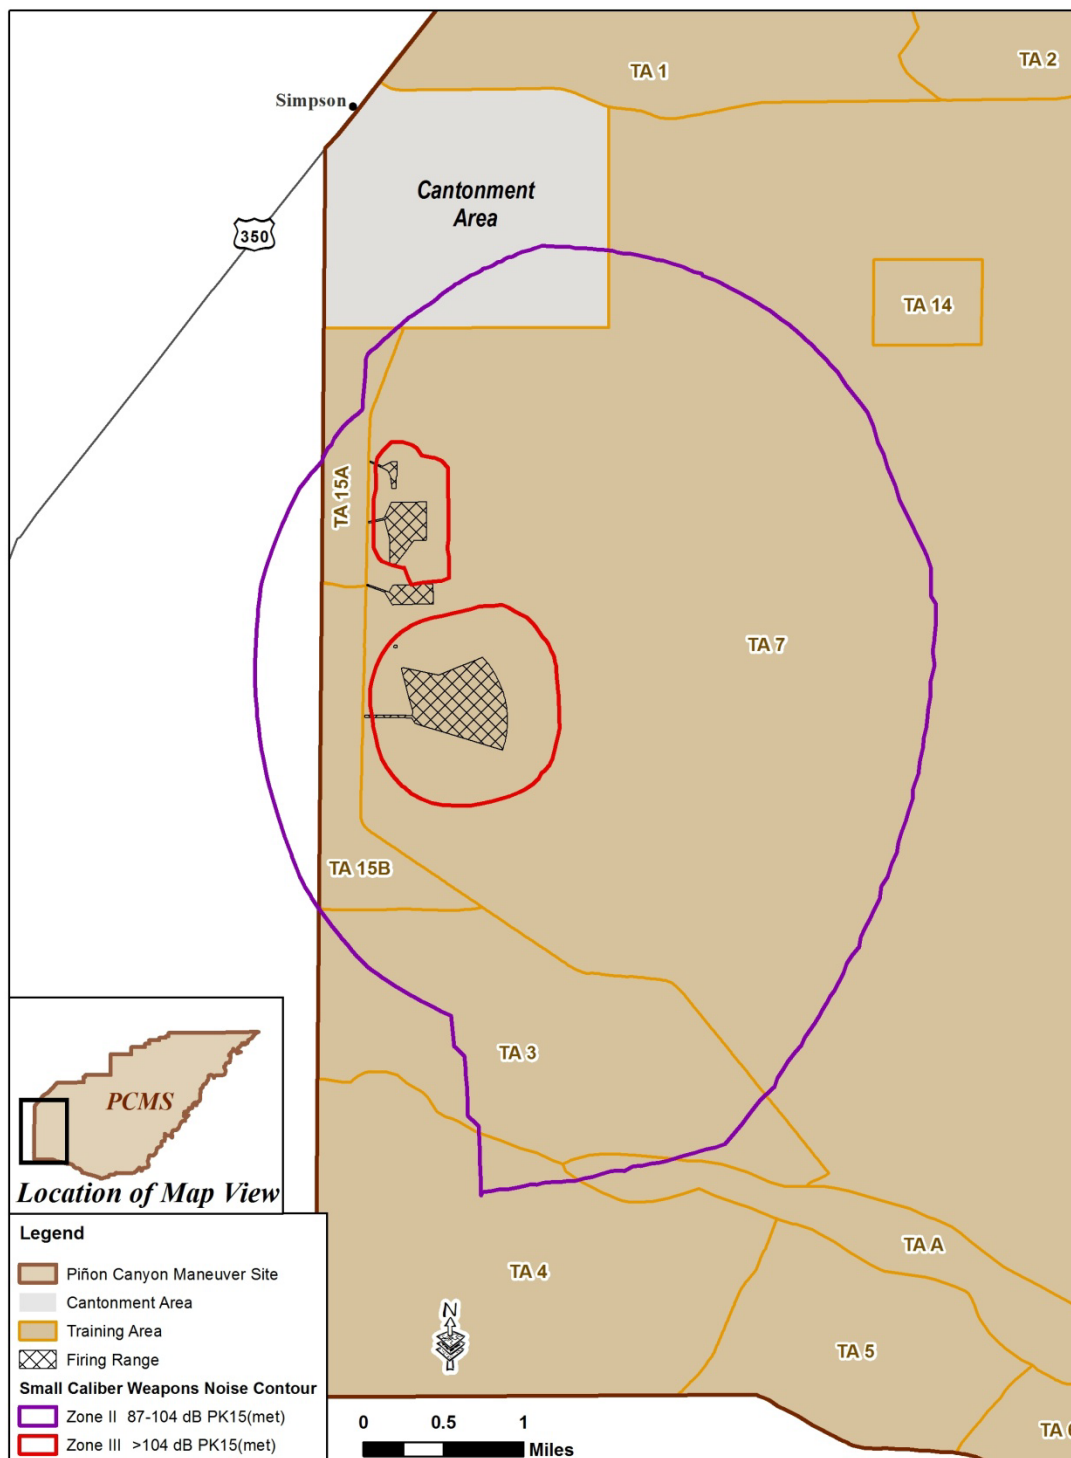 TA 1
TA 2
Simpson
Cantonment
Area
350
TA 14
TA 15A
TA 7
TA 15B
TA 3
PCMS
Location of Map View
TA A
TA 4
TA 5
TA 6
N
Legend
Piñon Canyon Maneuver Site
Cantonment Area
Training Area
Firing Range
Small Caliber Weapons Noise Contour
Zone II 87-104 dB PK15(met)
Zone III >104 dB PK15(met)
0 0.5 1
Miles